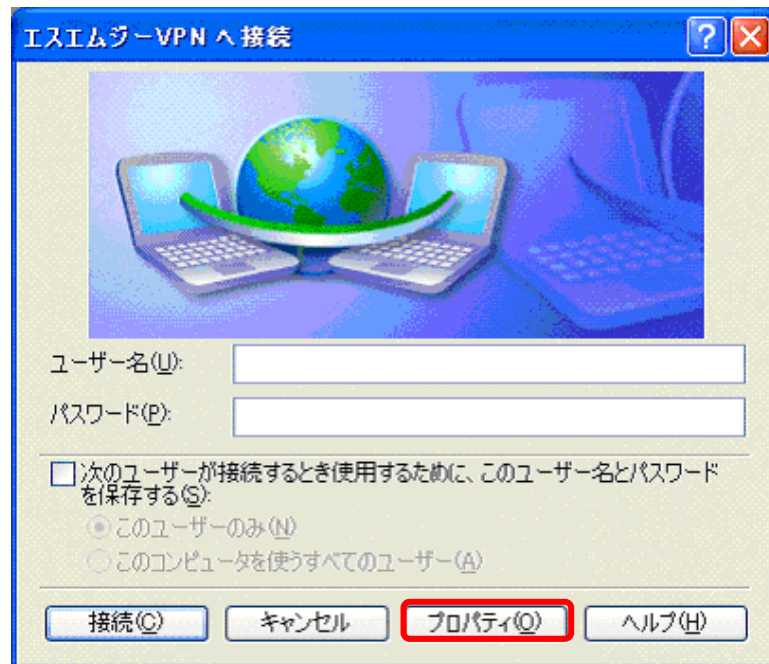 エスエムジーVPN へ接続
ユーザー名(U):
パスワード(P):
次のユーザーが接続するとき使用するために、このユーザー名とパスワード
を保存する(S):
このユーザーのみ(N)
このコンピュータを使うすべてのユーザー(A)
接続(C) キャンセル プロパティ(O) ヘルプ(H)